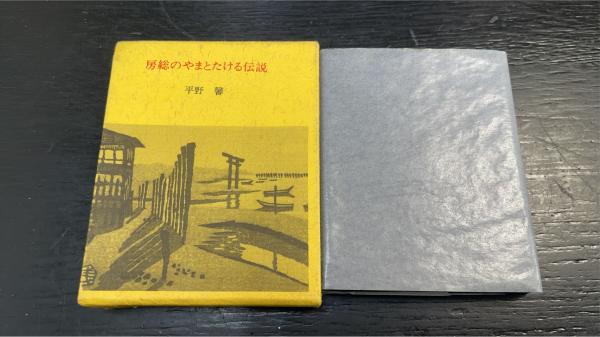 房総のやまとたける伝説
平野 馨